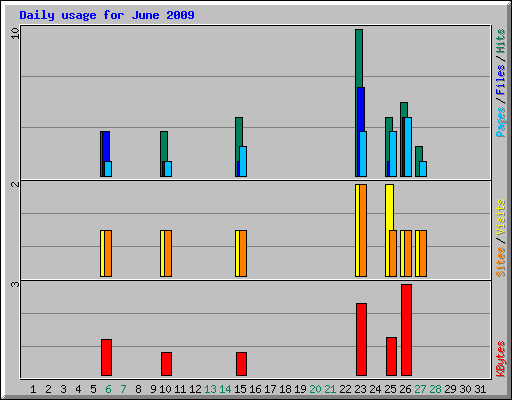 Daily usage for June 2009
10
2
3
Pages / Files / Hits
Sites / Visits
KBytes
1 2 3 4 5 6 7 8 9 10 11 12 13 14 15 16 17 18 19 20 21 22 23 24 25 26 27 28 29 30 31